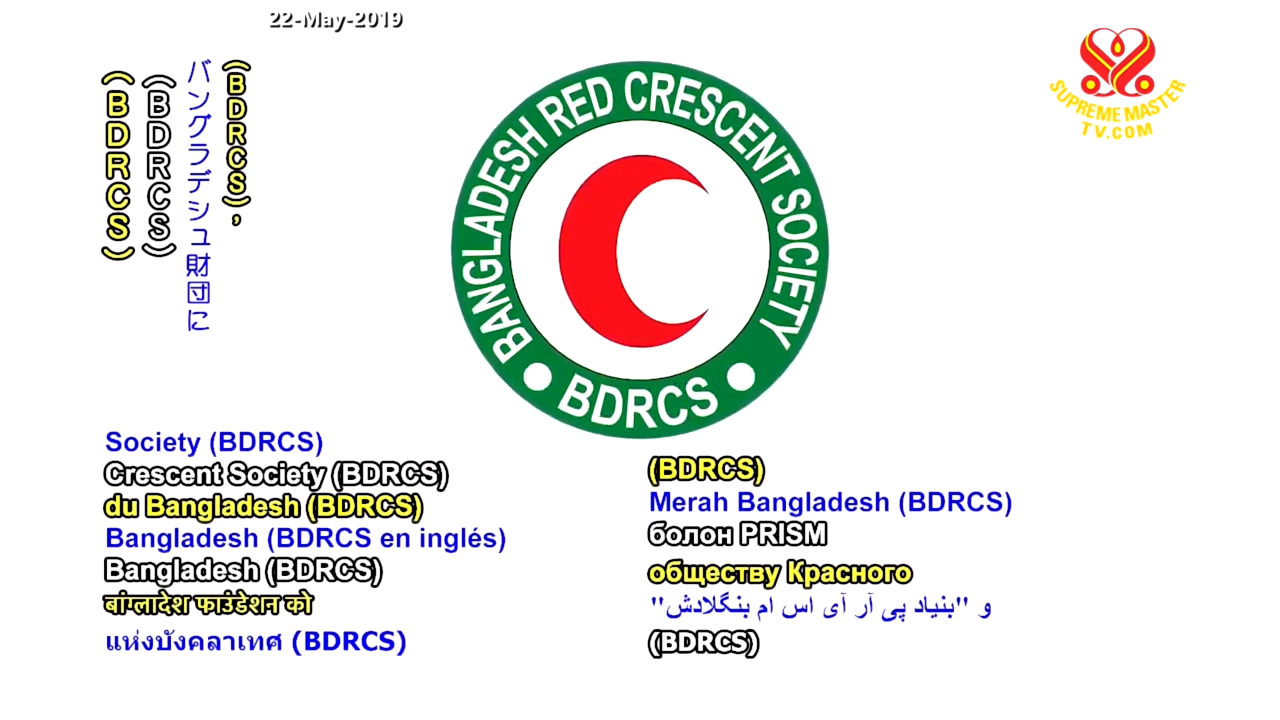 22-May-2019
SUPREME MASTER
TV.COM
(BDRCS),
バングラデシュ財団に
(BDRCS)
(BDRCS)
BANGLADESH RED CRESCENT SOCIETY
BDRCS
Society (BDRCS)
Crescent Society (BDRCS)
du Bangladesh (BDRCS)
Bangladesh (BDRCS en inglés)
Bangladesh (BDRCS)
बांग्लादेश फाउंडेशन को
แห่งบังคลาเทศ (BDRCS)
(BDRCS)
Merah Bangladesh (BDRCS)
болон PRISM
обществу Красного
و "بنیاد پی آر آی اس ام بنگلادش"
(BDRCS)